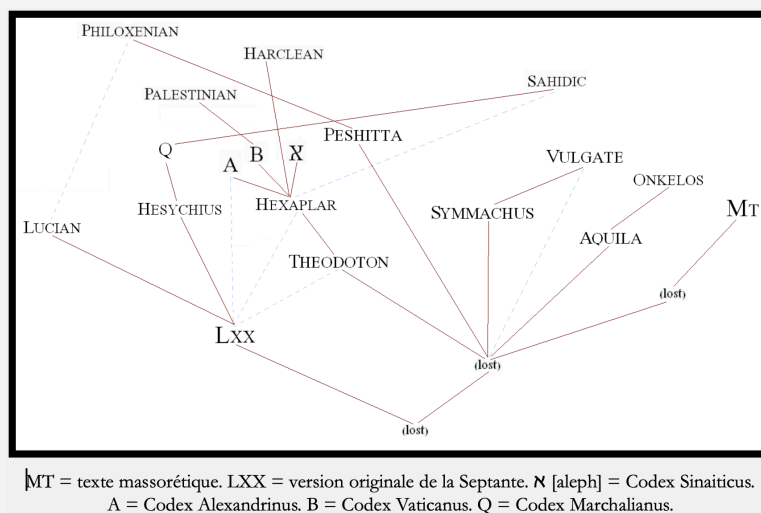 PHILOXENIAN
HARCLEAN
SAHIDIC
PALESTINIAN
PESHITTA
Q
A
B
א
VULGATE
ONKELOS
HESYCHIUS
HEXAPLAR
SYMMACHUS
MT
LUCIAN
AQUILA
THEODOTON
(lost)
LXX
(lost)
(lost)
MT = texte massorétique. LXX = version originale de la Septante. א [aleph] = Codex Sinaiticus.
A = Codex Alexandrinus. B = Codex Vaticanus. Q = Codex Marchalianus.